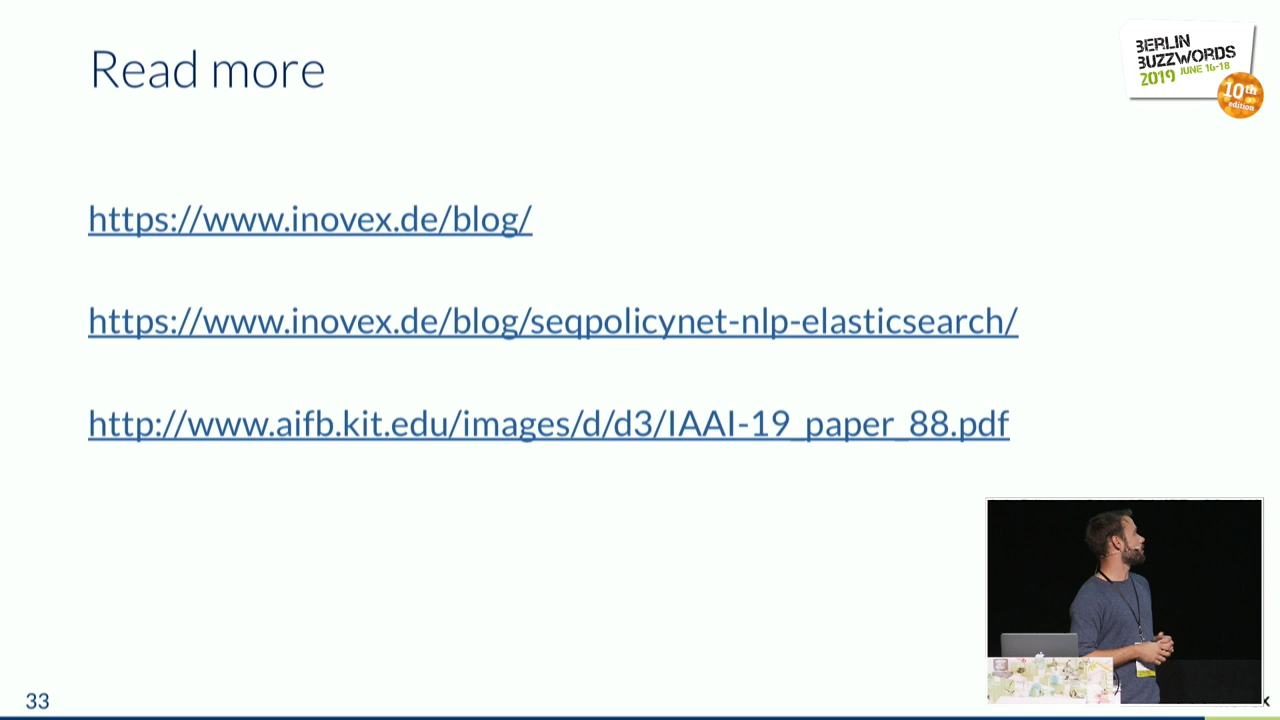 Read more
BERLIN
BUZZWORDS
2019 JUNE 16-18
10th
edition
https://www.inovex.de/blog/
https://www.inovex.de/blog/seqpolicynet-nlp-elasticsearch/
http://www.aifb.kit.edu/images/d/d3/IAAI-19_paper_88.pdf
33